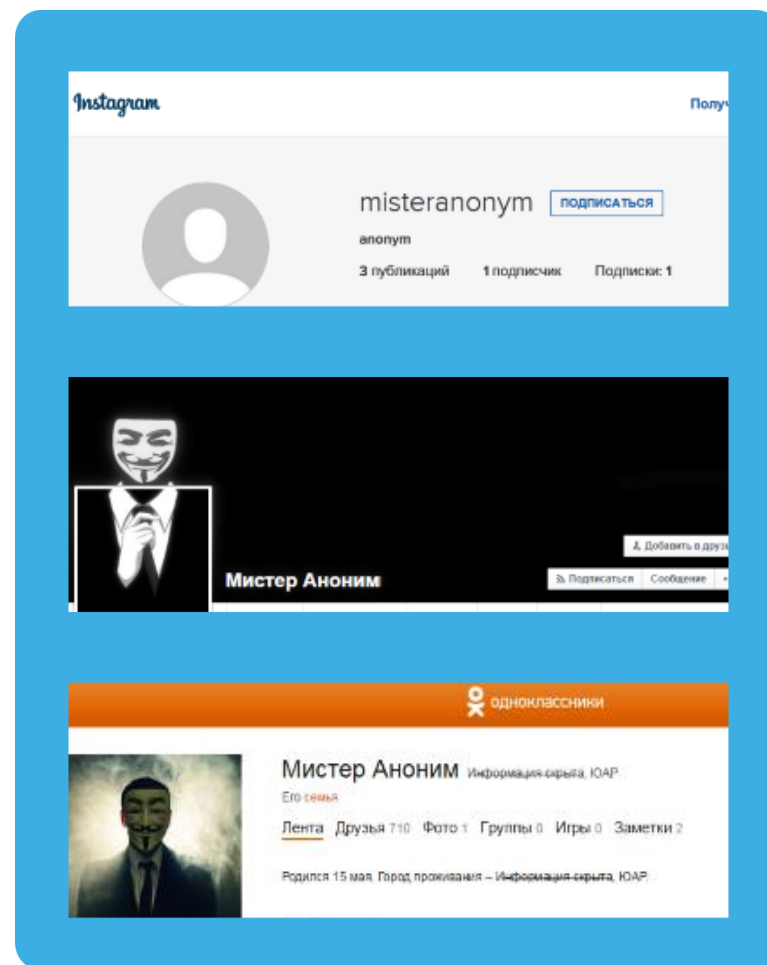 Instagram
Получ
misteranonym ПОДПИСАТЬСЯ
anonym
3 публикаций 1 подписчик Подписки: 1
Добавить в друзь
Мистер Аноним Подписаться Сообщение
одноклассники
Мистер Аноним Информация скрыта, ЮАР
Его семья
Лента Друзья 710 Фото 1 Группы 0 Игры 0 Заметки 2
Родился 15 мая. Город проживания – Информация скрыта, ЮАР.